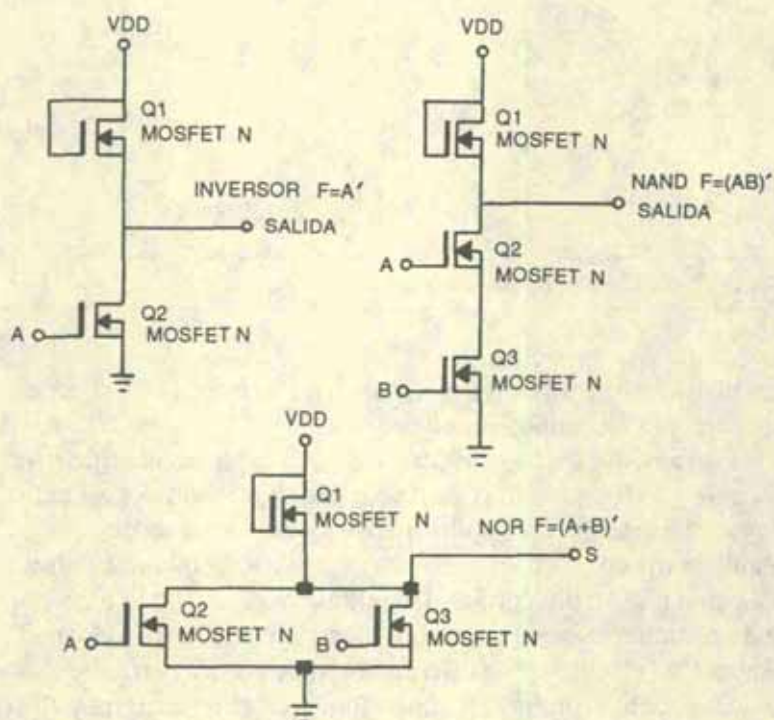 VDD
Q1
MOSFET N
INVERSOR F=A'
SALIDA
A
Q2
MOSFET N
VDD
Q1
MOSFET N
NAND F=(AB)'
SALIDA
A
Q2
MOSFET N
B
Q3
MOSFET N
VDD
Q1
MOSFET N
NOR F=(A+B)'
S
A
Q2
MOSFET N
B
Q3
MOSFET N